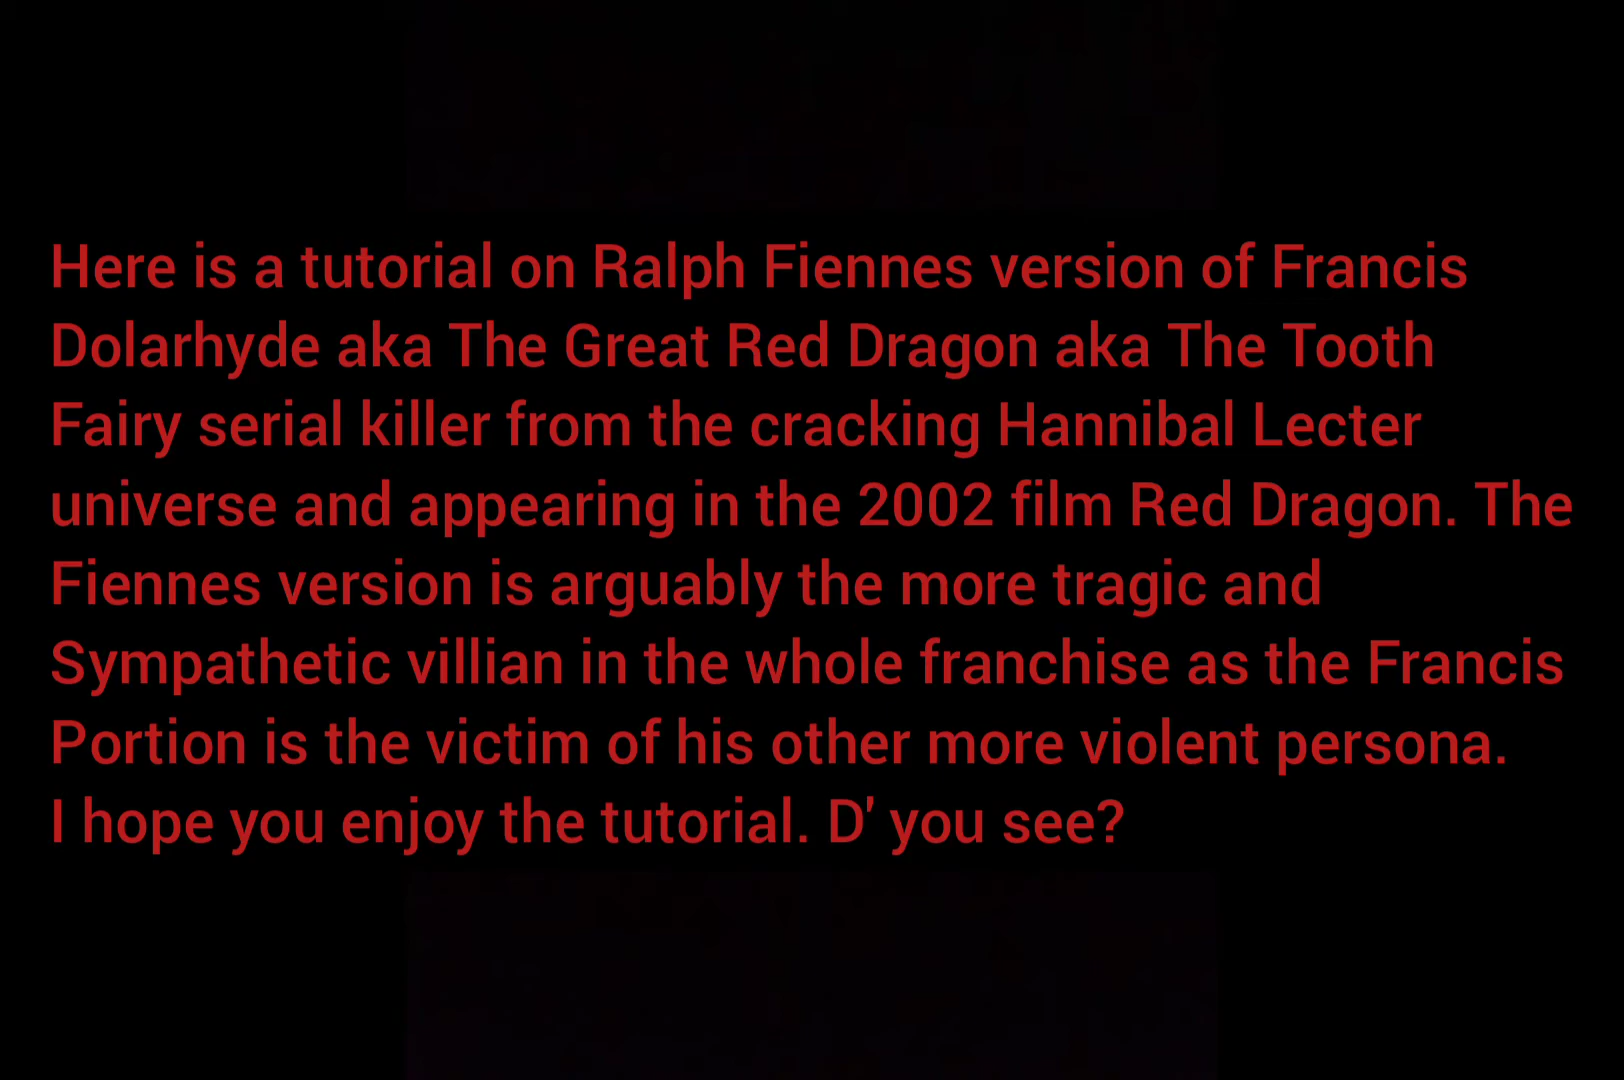 Here is a tutorial on Ralph Fiennes version of Francis
Dolarhyde aka The Great Red Dragon aka The Tooth
Fairy serial killer from the cracking Hannibal Lecter
universe and appearing in the 2002 film Red Dragon. The
Fiennes version is arguably the more tragic and
Sympathetic villian in the whole franchise as the Francis
Portion is the victim of his other more violent persona.
I hope you enjoy the tutorial. D' you see?